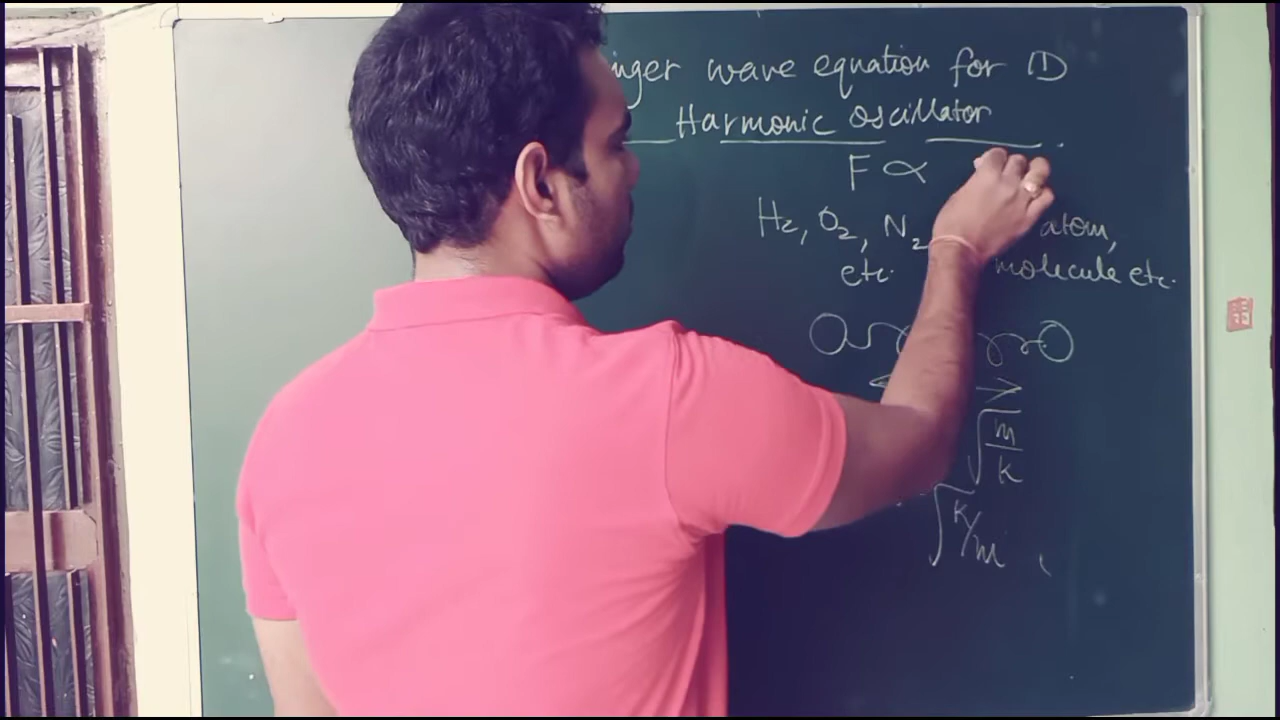 inger wave equation for 1D
Harmonic Oscillator
F ∝
H₂, O₂, N₂ atom,
etc. molecule etc.
√m/k
√k/m